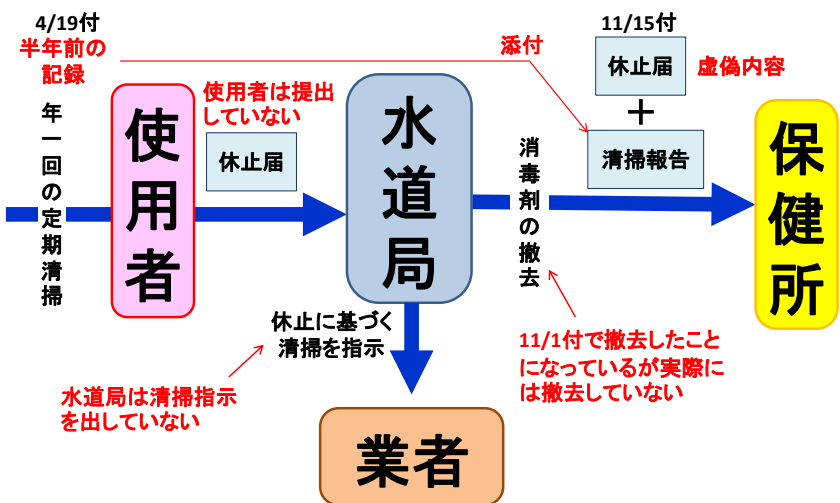 4/19付
半年前の
記録
年一回の定期清掃
使用者
使用者は提出
していない
休止届
水道局
添付
11/15付
休止届
虚偽内容
+
清掃報告
消毒剤の撤去
保健所
休止に基づく
清掃を指示
水道局は清掃指示
を出していない
11/1付で撤去したこと
になっているが実際に
は撤去していない
業者